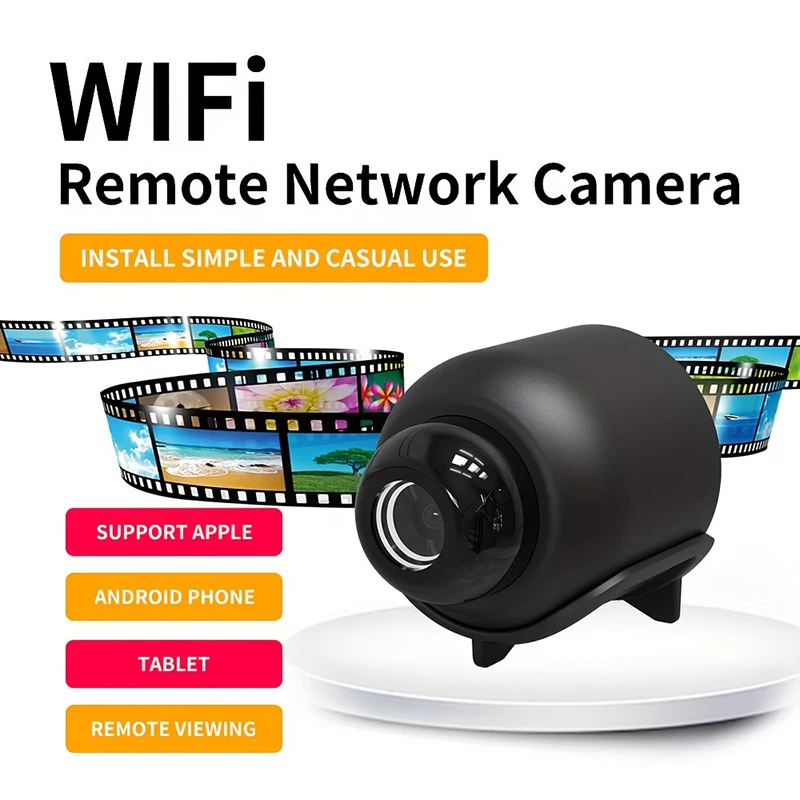 WIFi
Remote Network Camera
INSTALL SIMPLE AND CASUAL USE
SUPPORT APPLE
ANDROID PHONE
TABLET
REMOTE VIEWING